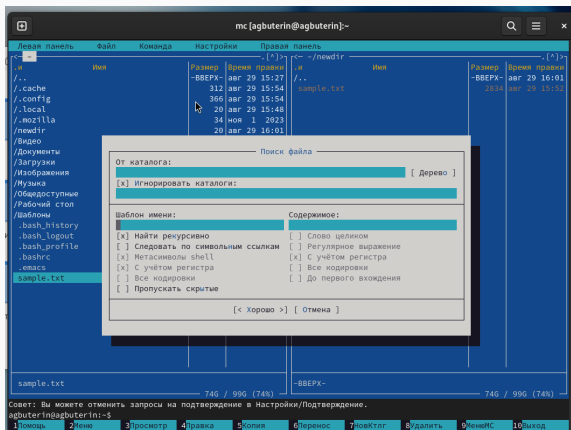 mc [agbuterin@agbuterin]:~
Левая панель Файл Команда Настройки Правая панель
<─ ~ .[^]> <─ ~/newdir .[^]>
.и Имя Размер Время правки .и Имя Размер Время правки
/.. -ВВЕРХ- авг 29 15:27 /.. -ВВЕРХ- авг 29 16:01
/.cache 312 авг 29 15:54 sample.txt 2834 авг 29 15:52
/.config 366 авг 29 15:54
/.local 20 авг 29 15:48
/.mozilla 34 ноя 1 2023
/newdir 20 авг 29 16:01
/Видео
/Документы
/Загрузки
/Изображения
/Музыка
/Общедоступные
/Рабочий стол
/Шаблоны
.bash_history
.bash_logout
.bash_profile
.bashrc
.emacs
sample.txt
Поиск файла
От каталога:
[ Дерево ]
[x] Игнорировать каталоги:
Шаблон имени: Содержимое:
[x] Найти рекурсивно [ ] Слово целиком
[ ] Следовать по символьным ссылкам [ ] Регулярное выражение
[x] Метасимволы shell [x] С учётом регистра
[x] С учётом регистра [ ] Все кодировки
[ ] Все кодировки [ ] До первого вхождения
[ ] Пропускать скрытые
[< Хорошо >] [ Отмена ]
sample.txt -ВВЕРХ-
74G / 99G (74%) 74G / 99G (74%)
Совет: Вы можете отменить запросы на подтверждение в Настройки/Подтверждение.
agbuterin@agbuterin:~$
1Помощь 2Меню 3Просмотр 4Правка 5Копия 6Перенос 7НовКтлг 8Удалить 9МенюMC 10Выход